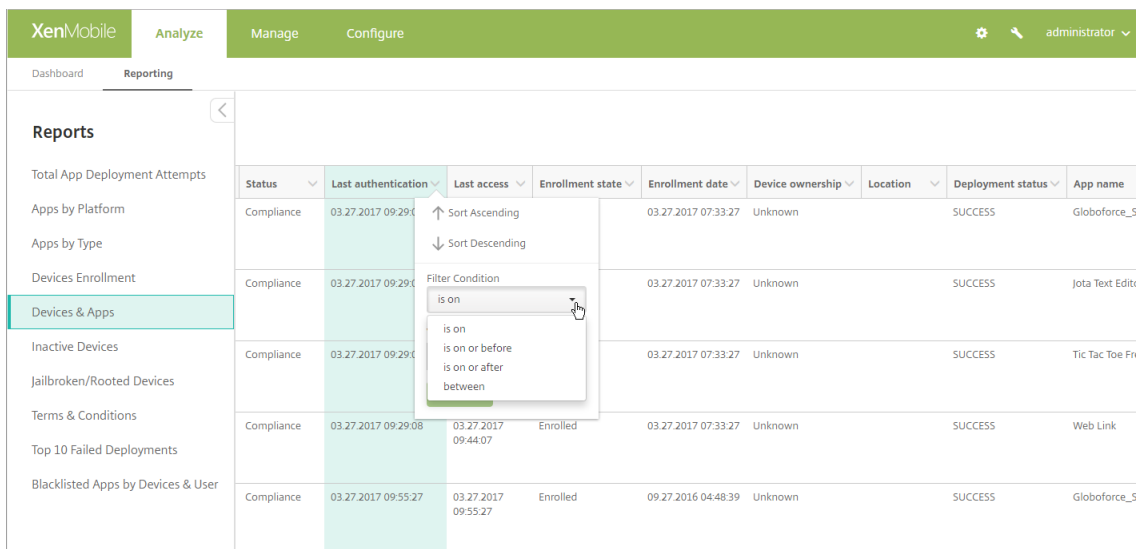 XenMobile
Analyze
Manage
Configure
administrator
Dashboard
Reporting
Reports
Total App Deployment Attempts
Apps by Platform
Apps by Type
Devices Enrollment
Devices & Apps
Inactive Devices
Jailbroken/Rooted Devices
Terms & Conditions
Top 10 Failed Deployments
Blacklisted Apps by Devices & User
Status Last authentication Last access Enrollment state Enrollment date Device ownership Location Deployment status App name
Compliance 03.27.2017 09:29:0 03.27.2017 07:33:27 Unknown SUCCESS Globoforce_S
Sort Ascending
Sort Descending
Filter Condition
is on
is on
is on or before
is on or after
between
Compliance 03.27.2017 09:29:0 03.27.2017 07:33:27 Unknown SUCCESS Jota Text Edito
Compliance 03.27.2017 09:29:0 03.27.2017 07:33:27 Unknown SUCCESS Tic Tac Toe Fre
Compliance 03.27.2017 09:29:08 03.27.2017 Enrolled 03.27.2017 07:33:27 Unknown SUCCESS Web Link
09:44:07
Compliance 03.27.2017 09:55:27 03.27.2017 Enrolled 09.27.2016 04:48:39 Unknown SUCCESS Globoforce_S
09:55:27